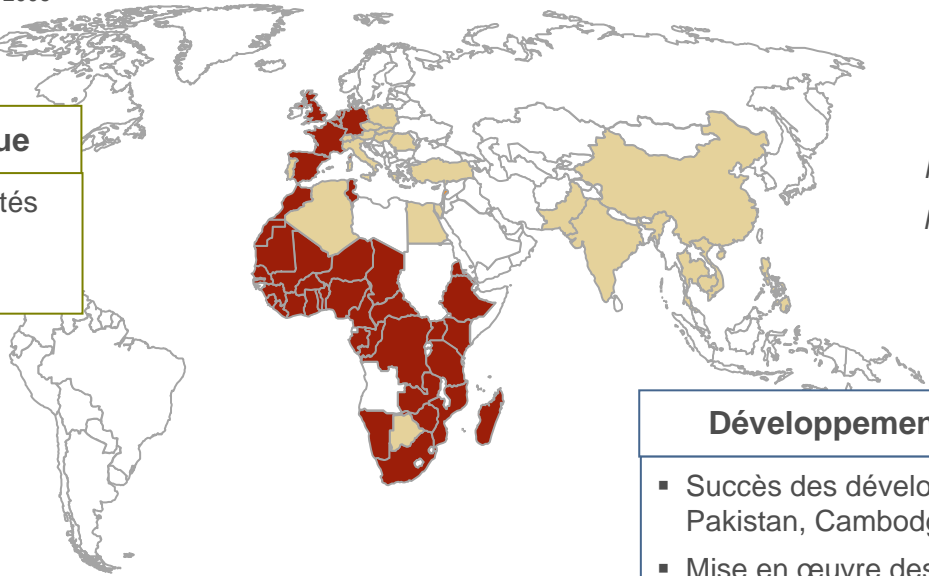 ue
tés
Développemen
▪ Succès des dévelo
Pakistan, Cambodg
▪ Mise en œuvre des